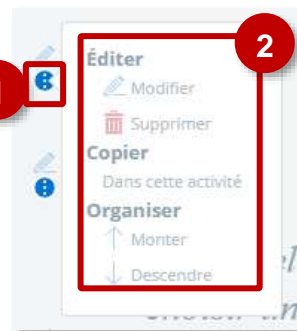 2
Éditer
Modifier
Supprimer
Copier
Dans cette activité
Organiser
Monter
Descendre